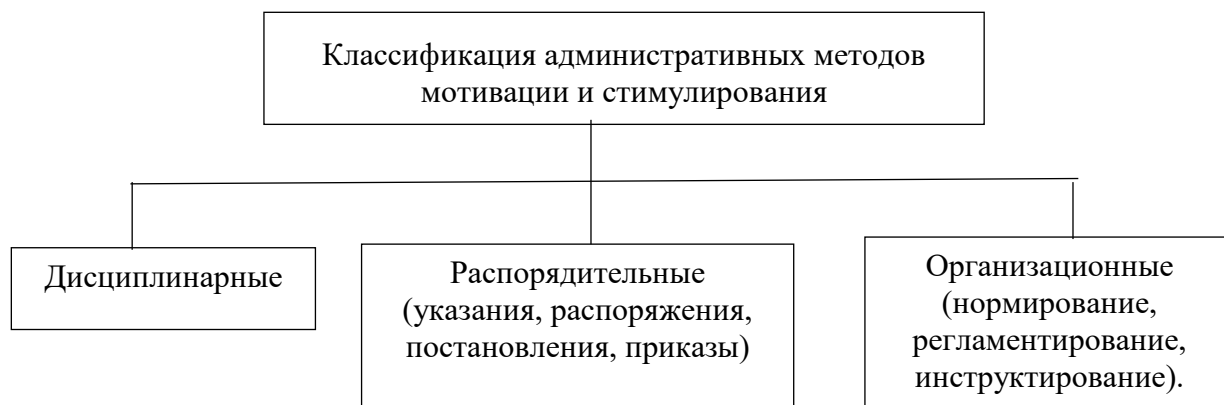 Классификация административных методов
мотивации и стимулирования
Дисциплинарные
Распорядительные
(указания, распоряжения,
постановления, приказы)
Организационные
(нормирование,
регламентирование,
инструктирование).